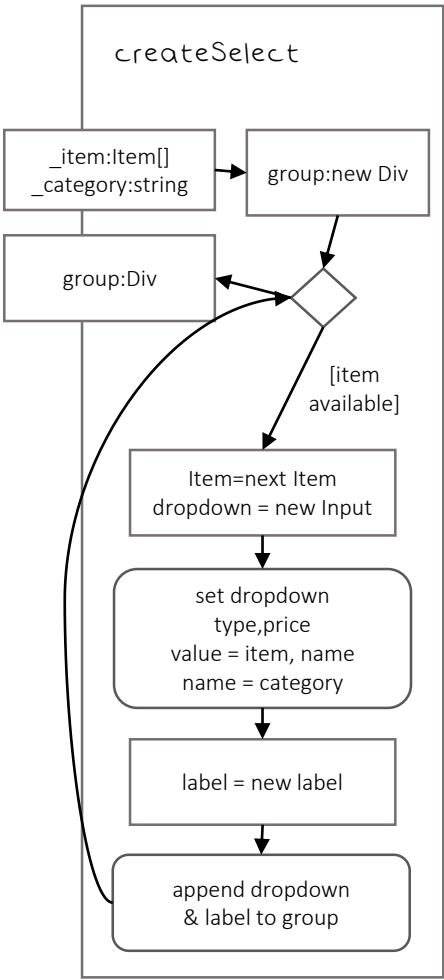 createSelect
_item:Item[]
_category:string
group:new Div
group:Div
[item
available]
Item=next Item
dropdown = new Input
set dropdown
type,price
value = item, name
name = category
label = new label
append dropdown
& label to group